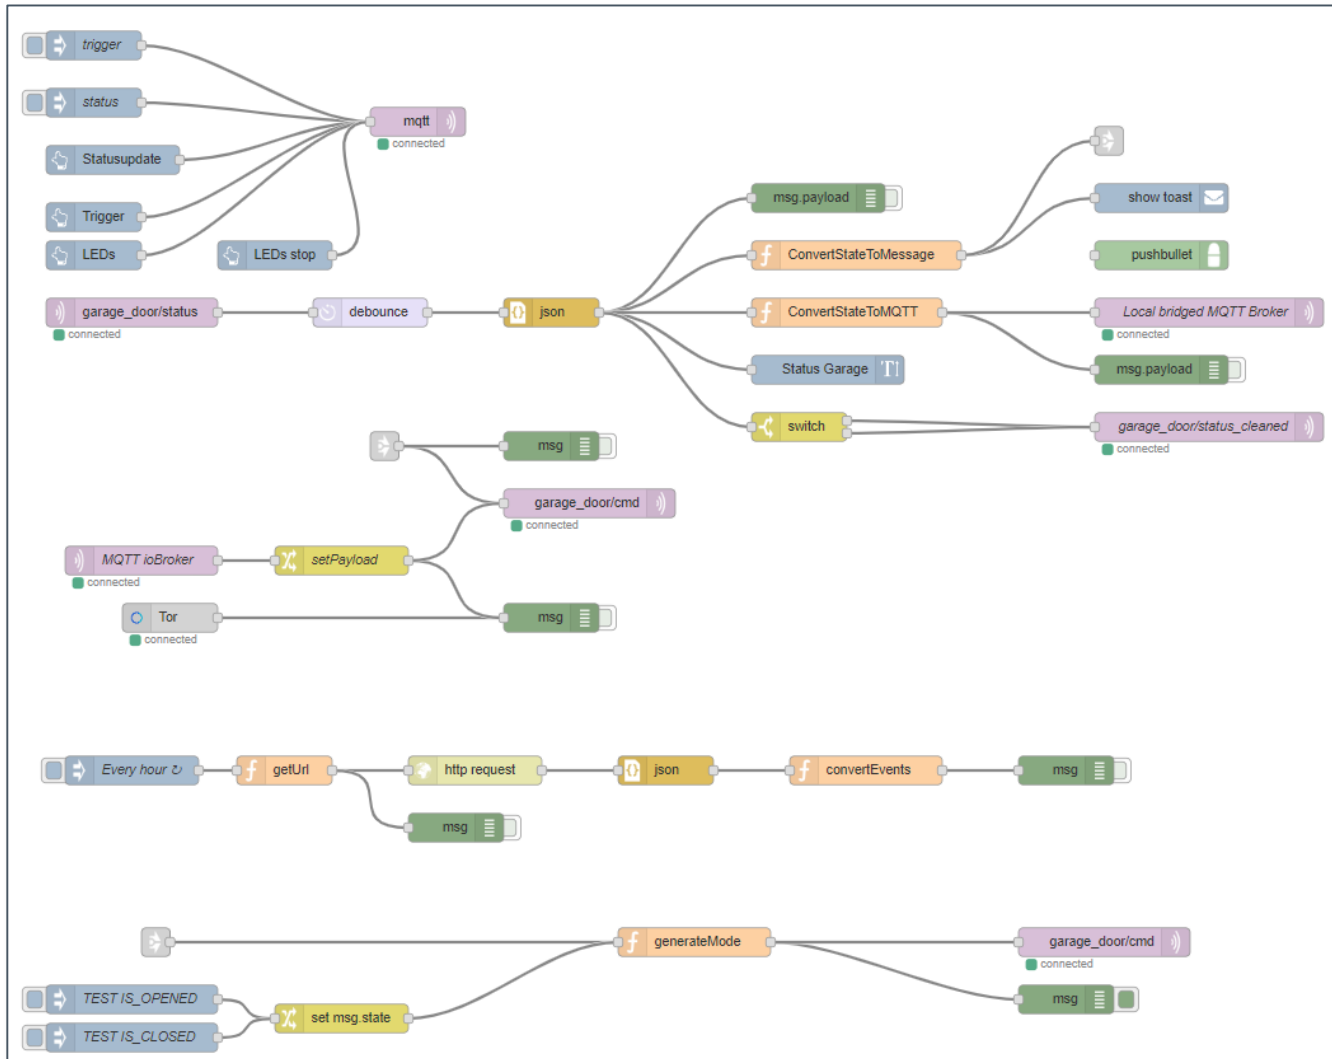 trigger
status
mqtt
connected
Statusupdate
Trigger
LEDs
LEDs stop
msg.payload
show toast
ConvertStateToMessage
pushbullet
garage_door/status
connected
debounce
json
ConvertStateToMQTT
Local bridged MQTT Broker
connected
Status Garage
msg.payload
switch
garage_door/status_cleaned
connected
msg
garage_door/cmd
connected
MQTT ioBroker
connected
setPayload
Tor
connected
msg
Every hour ↻
getUrl
http request
json
convertEvents
msg
msg
generateMode
garage_door/cmd
connected
TEST IS_OPENED
set msg.state
msg
TEST IS_CLOSED